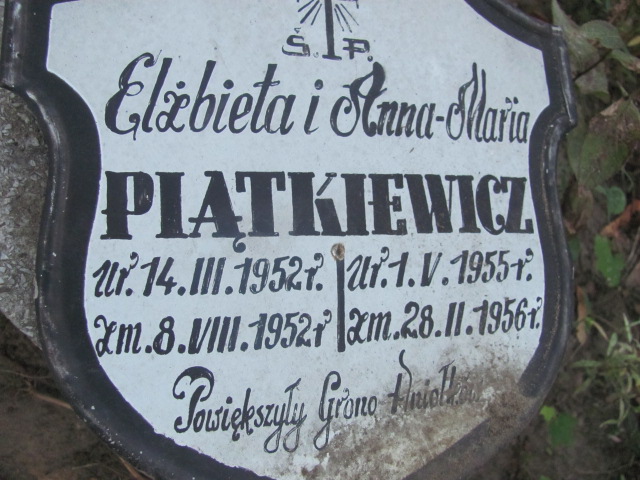 Ś. P.
Elżbieta i Anna-Maria
PIĄTKIEWICZ
Ur. 14. III. 1952 r. Ur. 1. V. 1955 r.
zm. 8. VIII. 1952 r zm. 28. II. 1956 r.
Powiększyły Grono Aniołków